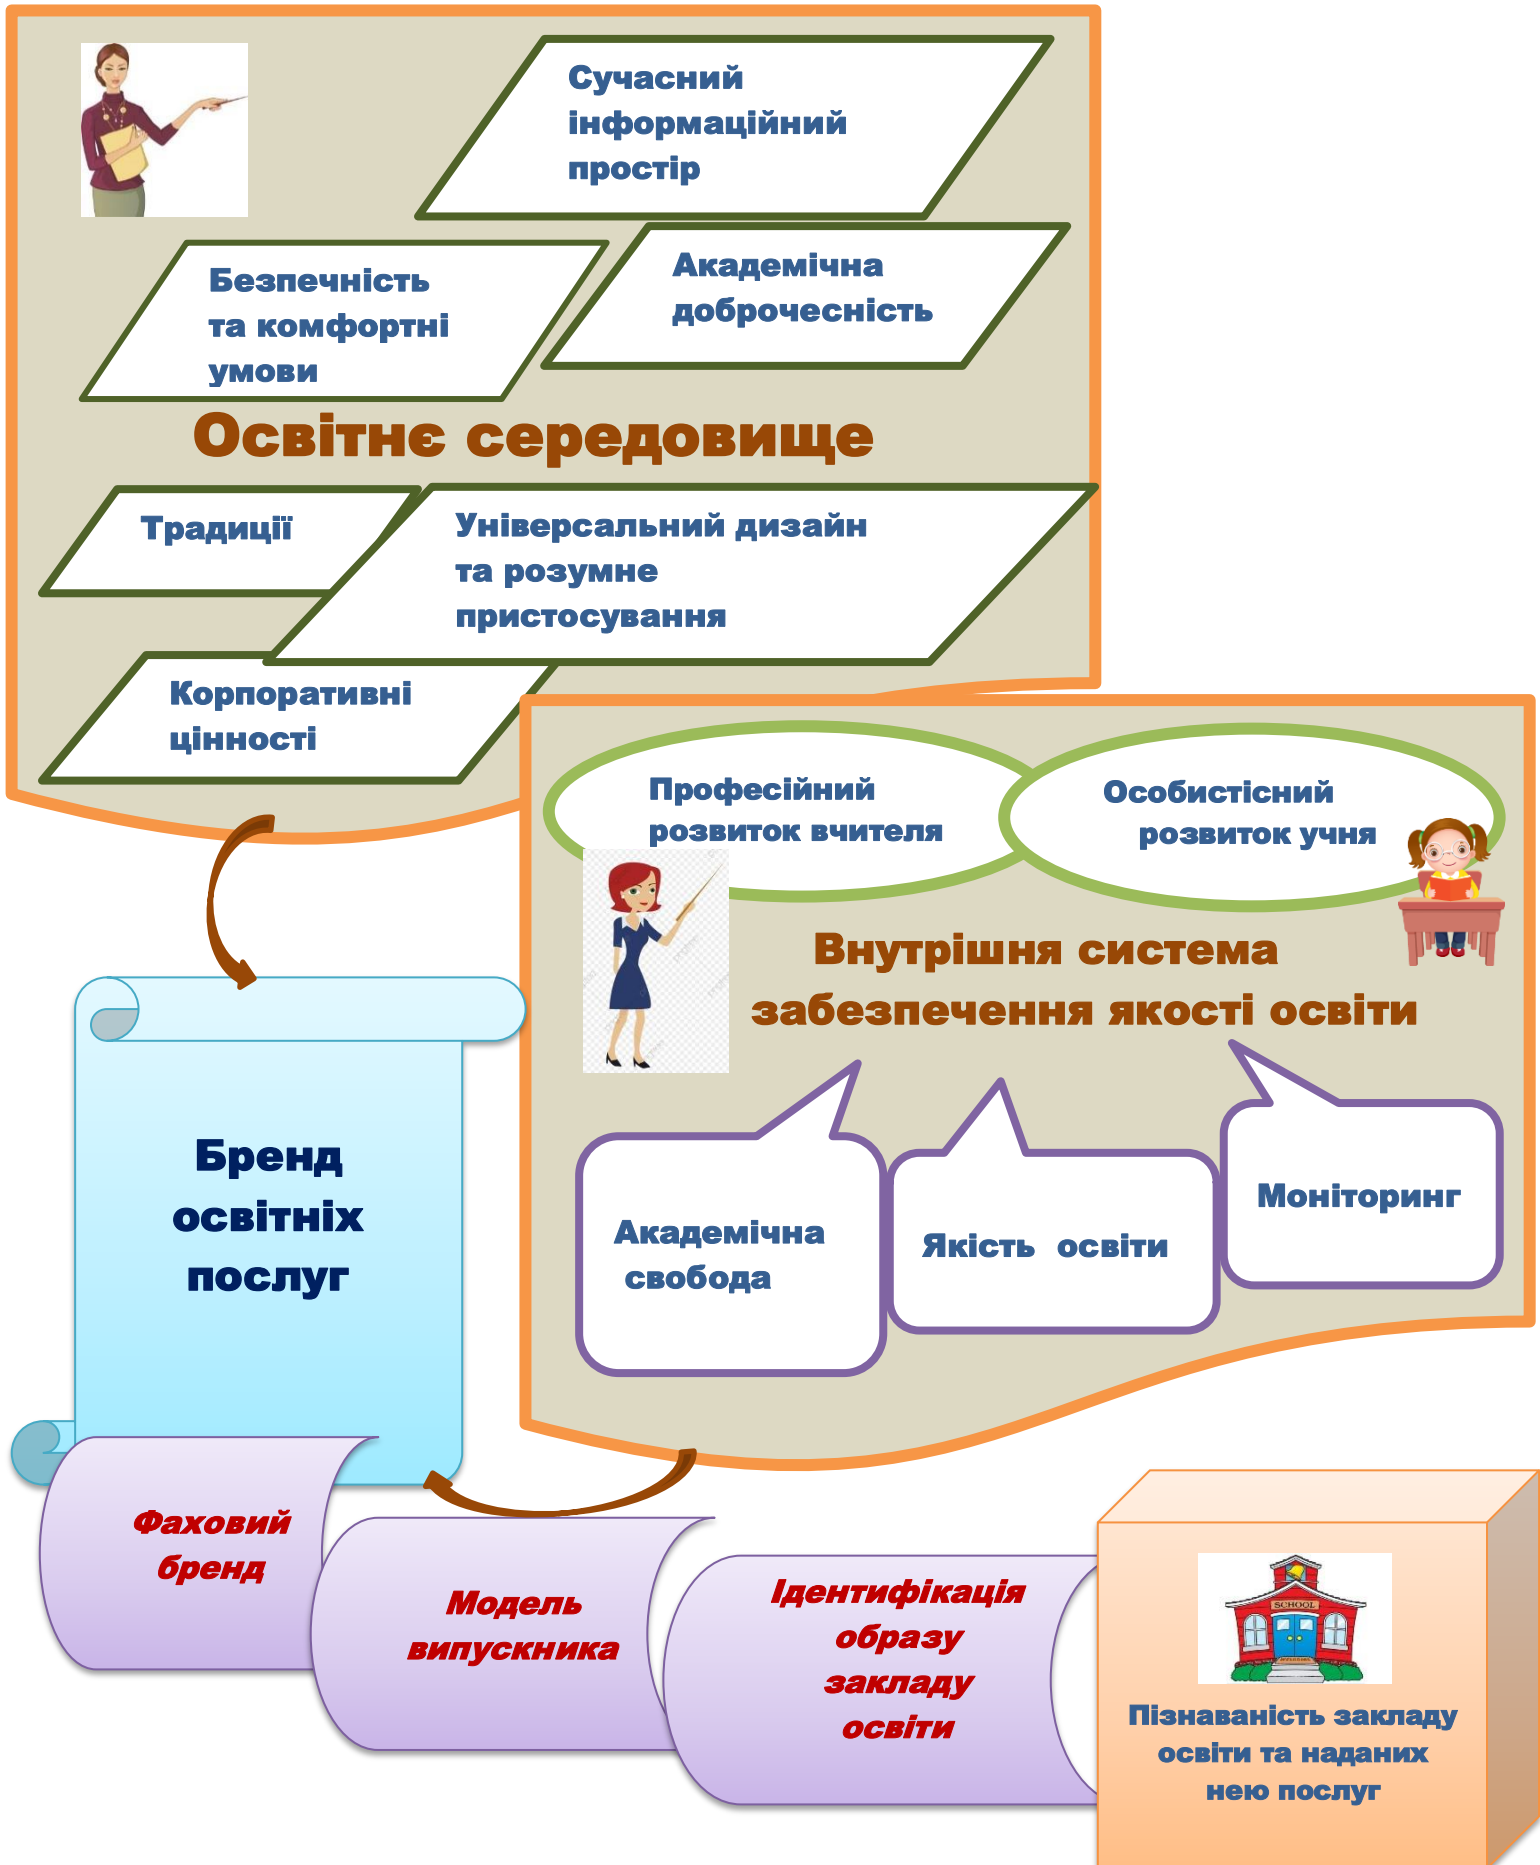 Сучасний
інформаційний
простір
Безпечність
та комфортні
умови
Академічна
доброчесність
Освітнє середовище
Традиції
Універсальний дизайн
та розумне
пристосування
Корпоративні
цінності
Професійний
розвиток вчителя
Особистісний
розвиток учня
Внутрішня система
забезпечення якості освіти
Академічна
свобода
Якість освіти
Моніторинг
Бренд
освітніх
послуг
Фаховий
бренд
Модель
випускника
Ідентифікація
образу
закладу
освіти
SCHOOL
Пізнаваність закладу
освіти та наданих
нею послуг